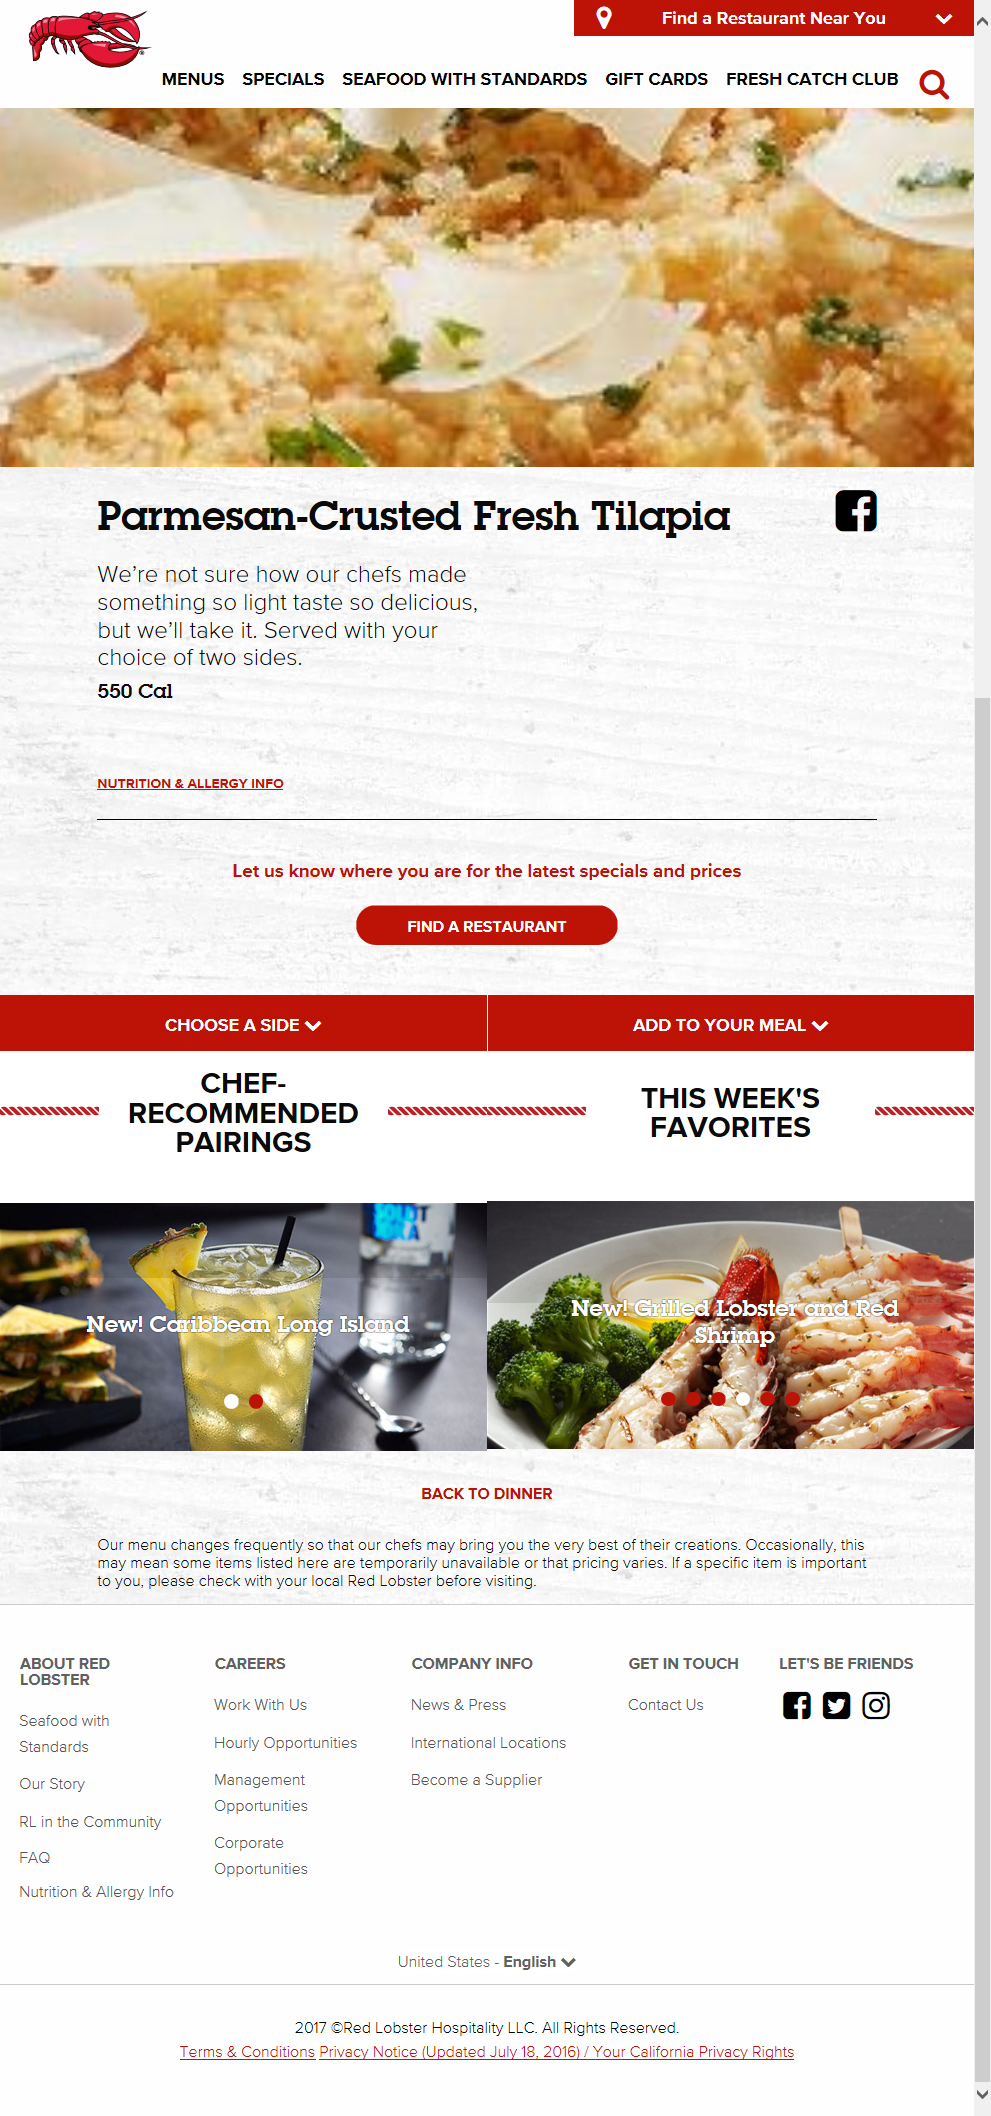 Find a Restaurant Near You
MENUS SPECIALS SEAFOOD WITH STANDARDS GIFT CARDS FRESH CATCH CLUB
Parmesan-Crusted Fresh Tilapia
We’re not sure how our chefs made
something so light taste so delicious,
but we’ll take it. Served with your
choice of two sides.
550 Cal
NUTRITION & ALLERGY INFO
Let us know where you are for the latest specials and prices
FIND A RESTAURANT
CHOOSE A SIDE
ADD TO YOUR MEAL
CHEF-
RECOMMENDED
PAIRINGS
THIS WEEK'S
FAVORITES
New! Caribbean Long Island
New! Grilled Lobster and Red
Shrimp
BACK TO DINNER
Our menu changes frequently so that our chefs may bring you the very best of their creations. Occasionally, this
may mean some items listed here are temporarily unavailable or that pricing varies. If a specific item is important
to you, please check with your local Red Lobster before visiting.
ABOUT RED
LOBSTER
Seafood with
Standards
Our Story
RL in the Community
FAQ
Nutrition & Allergy Info
CAREERS
Work With Us
Hourly Opportunities
Management
Opportunities
Corporate
Opportunities
COMPANY INFO
News & Press
International Locations
Become a Supplier
GET IN TOUCH
Contact Us
LET'S BE FRIENDS
United States - English
2017 ©Red Lobster Hospitality LLC. All Rights Reserved.
Terms & Conditions Privacy Notice (Updated July 18, 2016) / Your California Privacy Rights